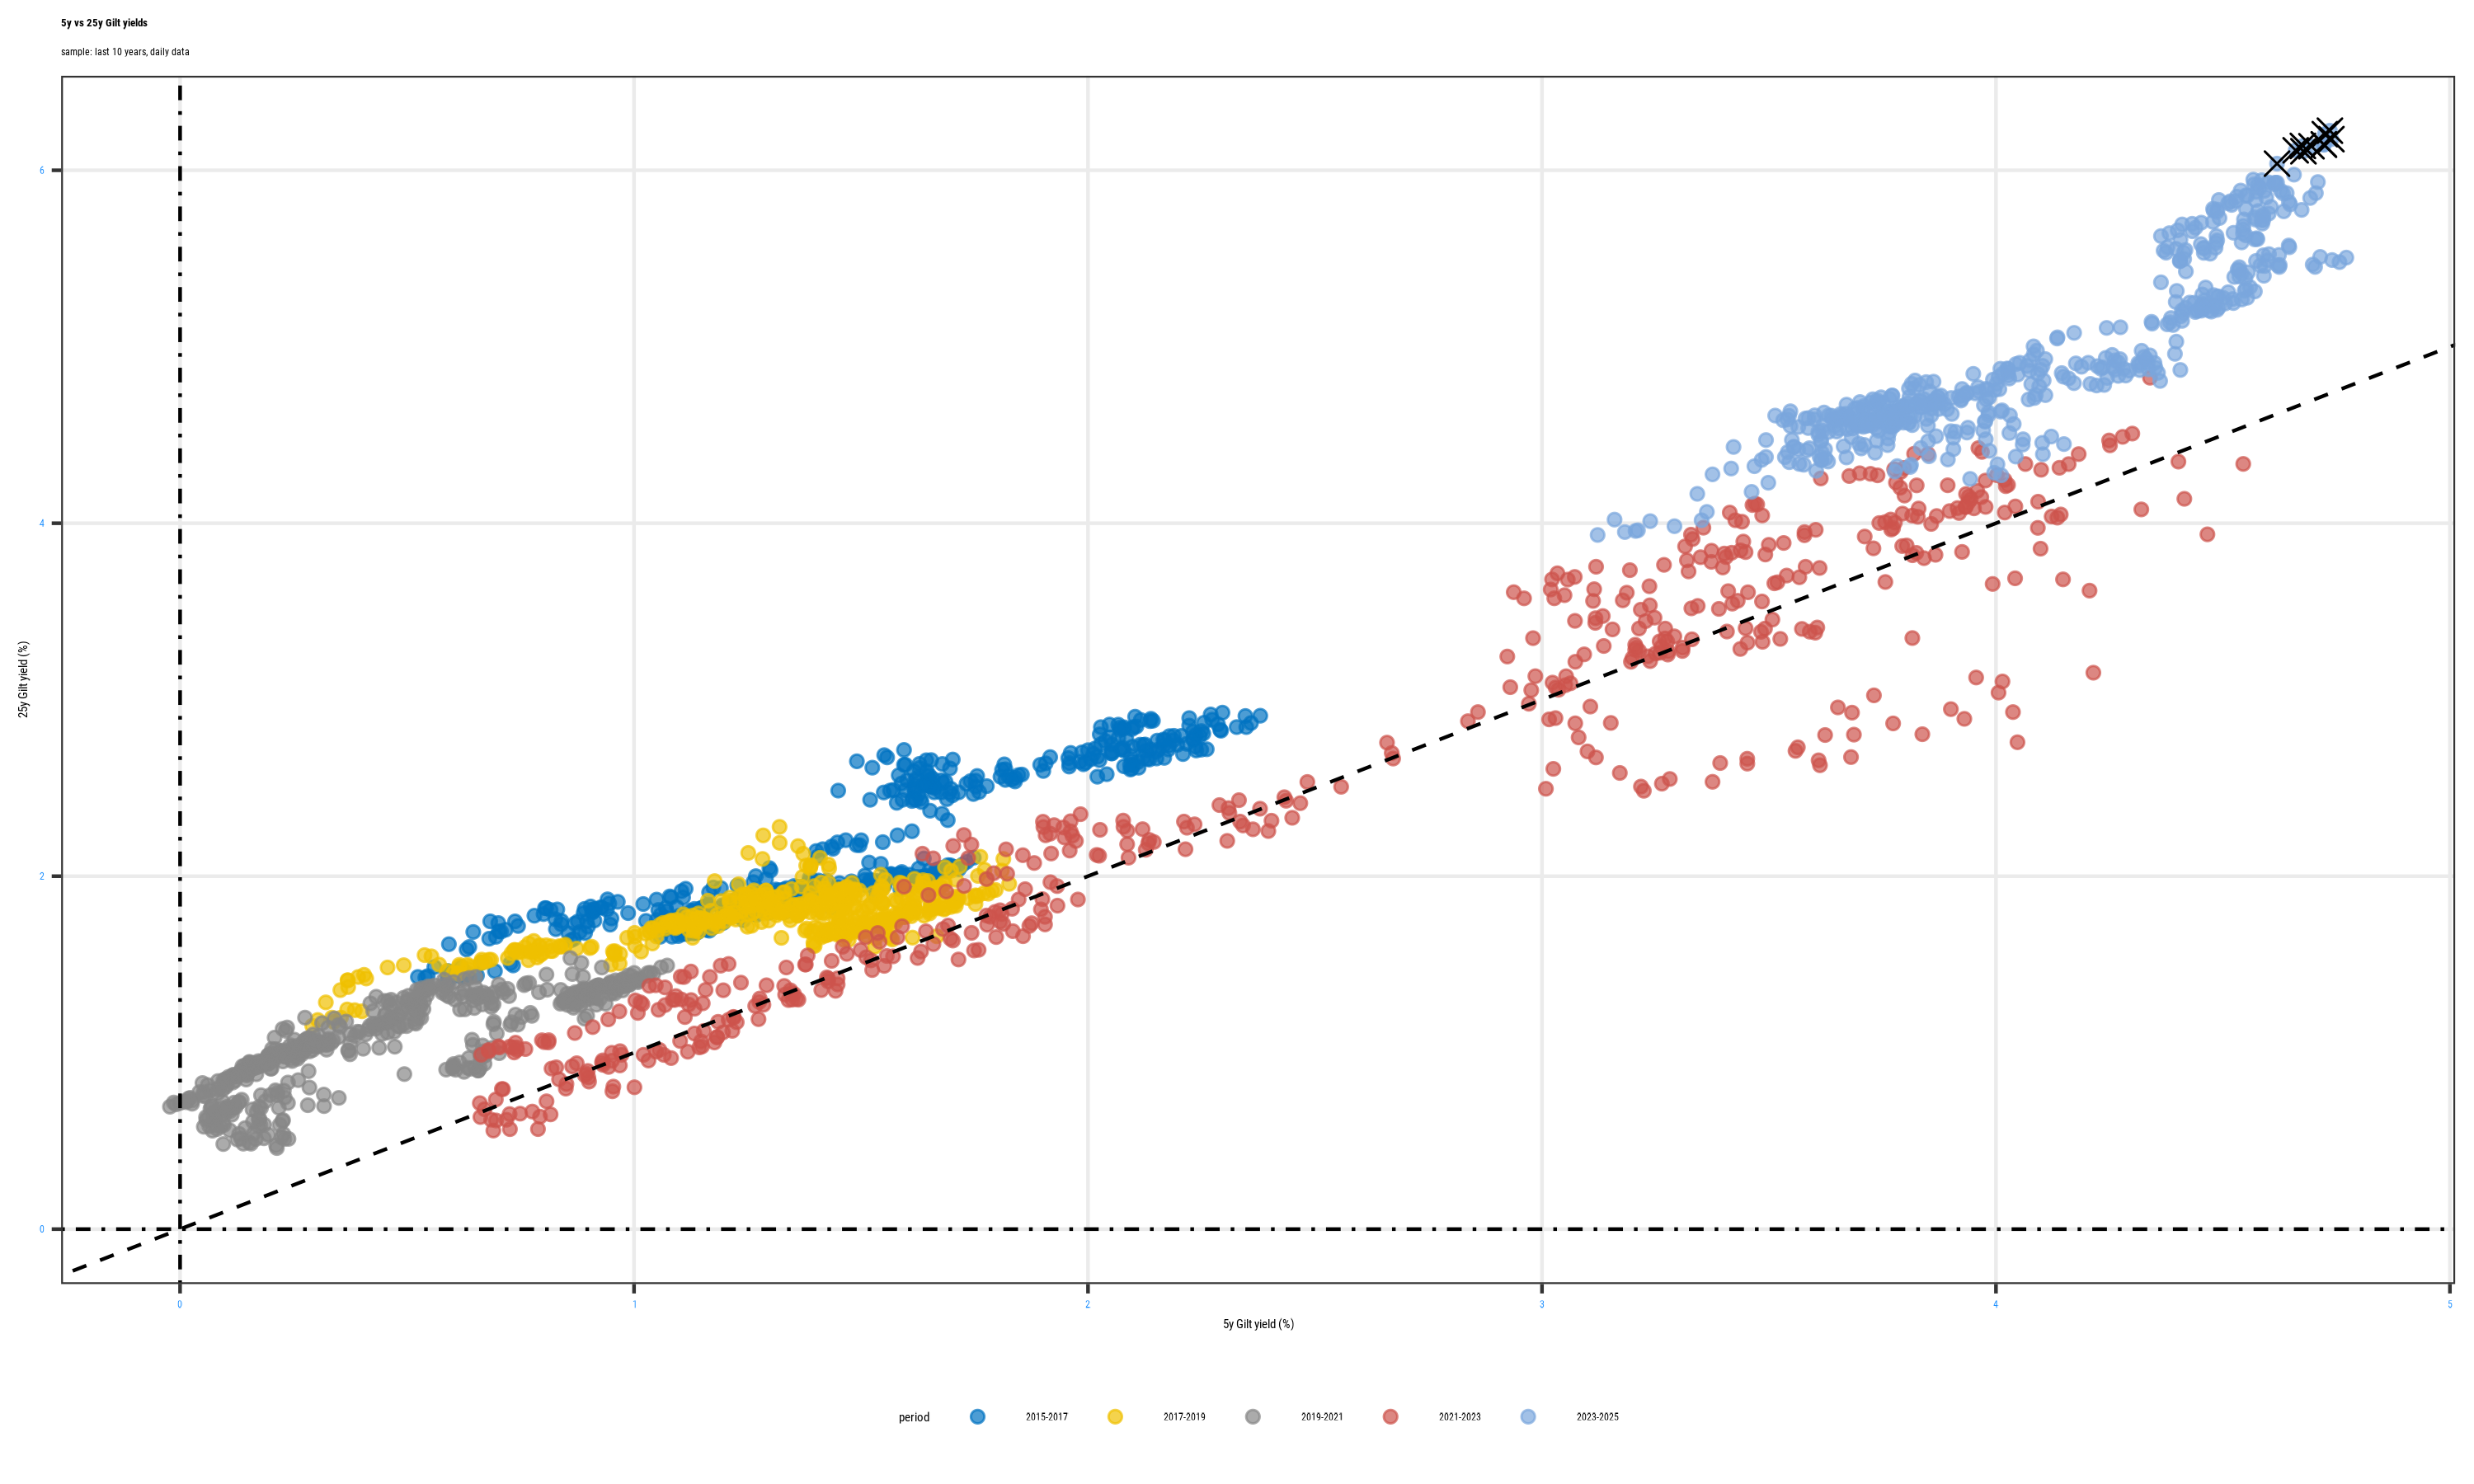 5y vs 25y Gilt yields
sample: last 10 years, daily data
25y Gilt yield (%)
6
4
2
0
0 1 2 3 4 5
5y Gilt yield (%)
period 2015-2017 2017-2019 2019-2021 2021-2023 2023-2025